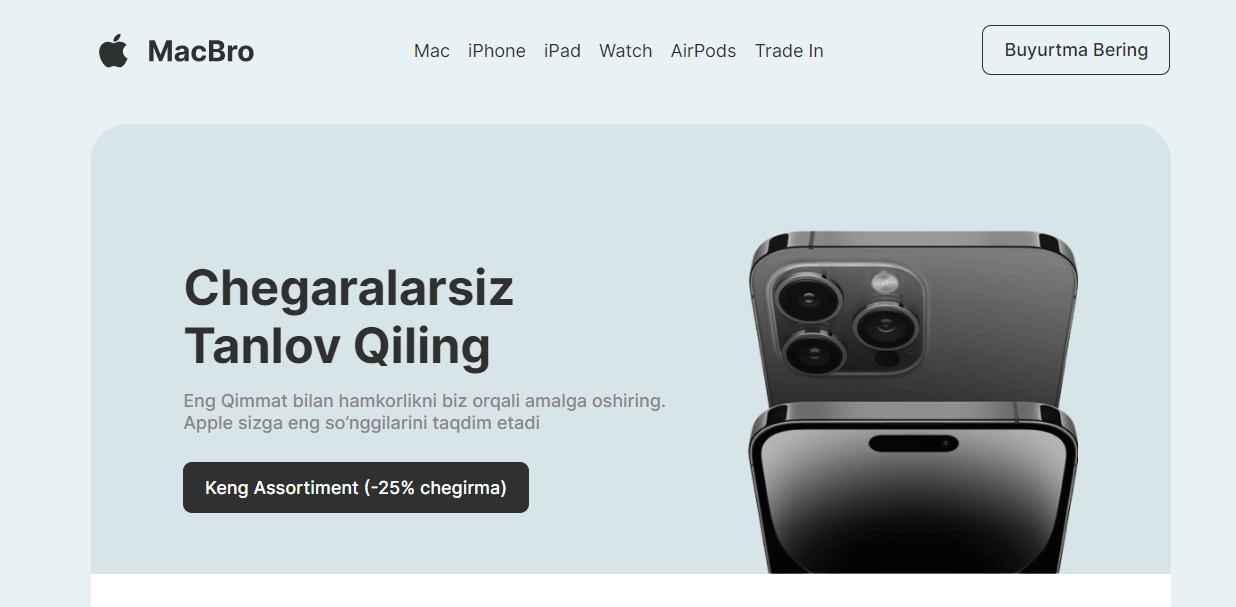 MacBro
Mac iPhone iPad Watch AirPods Trade In
Buyurtma Bering
Chegaralarsiz
Tanlov Qiling
Eng Qimmat bilan hamkorlikni biz orqali amalga oshiring.
Apple sizga eng so’nggilarini taqdim etadi
Keng Assortiment (-25% chegirma)